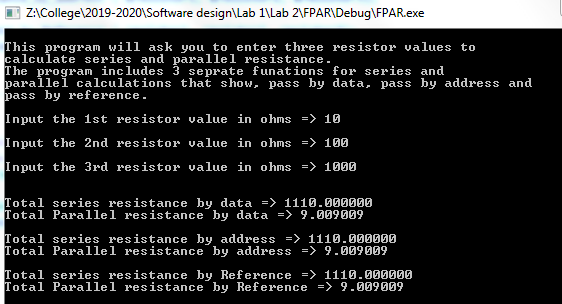 Z:\College\2019-2020\Software design\Lab 1\Lab 2\FPAR\Debug\FPAR.exe
This program will ask you to enter three resistor values to
calculate series and parallel resistance.
The program includes 3 seprate funations for series and
parallel calculations that show, pass by data, pass by address and
pass by reference.
Input the 1st resistor value in ohms => 10
Input the 2nd resistor value in ohms => 100
Input the 3rd resistor value in ohms => 1000
Total series resistance by data => 1110.000000
Total Parallel resistance by data => 9.009009
Total series resistance by address => 1110.000000
Total Parallel resistance by address => 9.009009
Total series resistance by Reference => 1110.000000
Total Parallel resistance by Reference => 9.009009